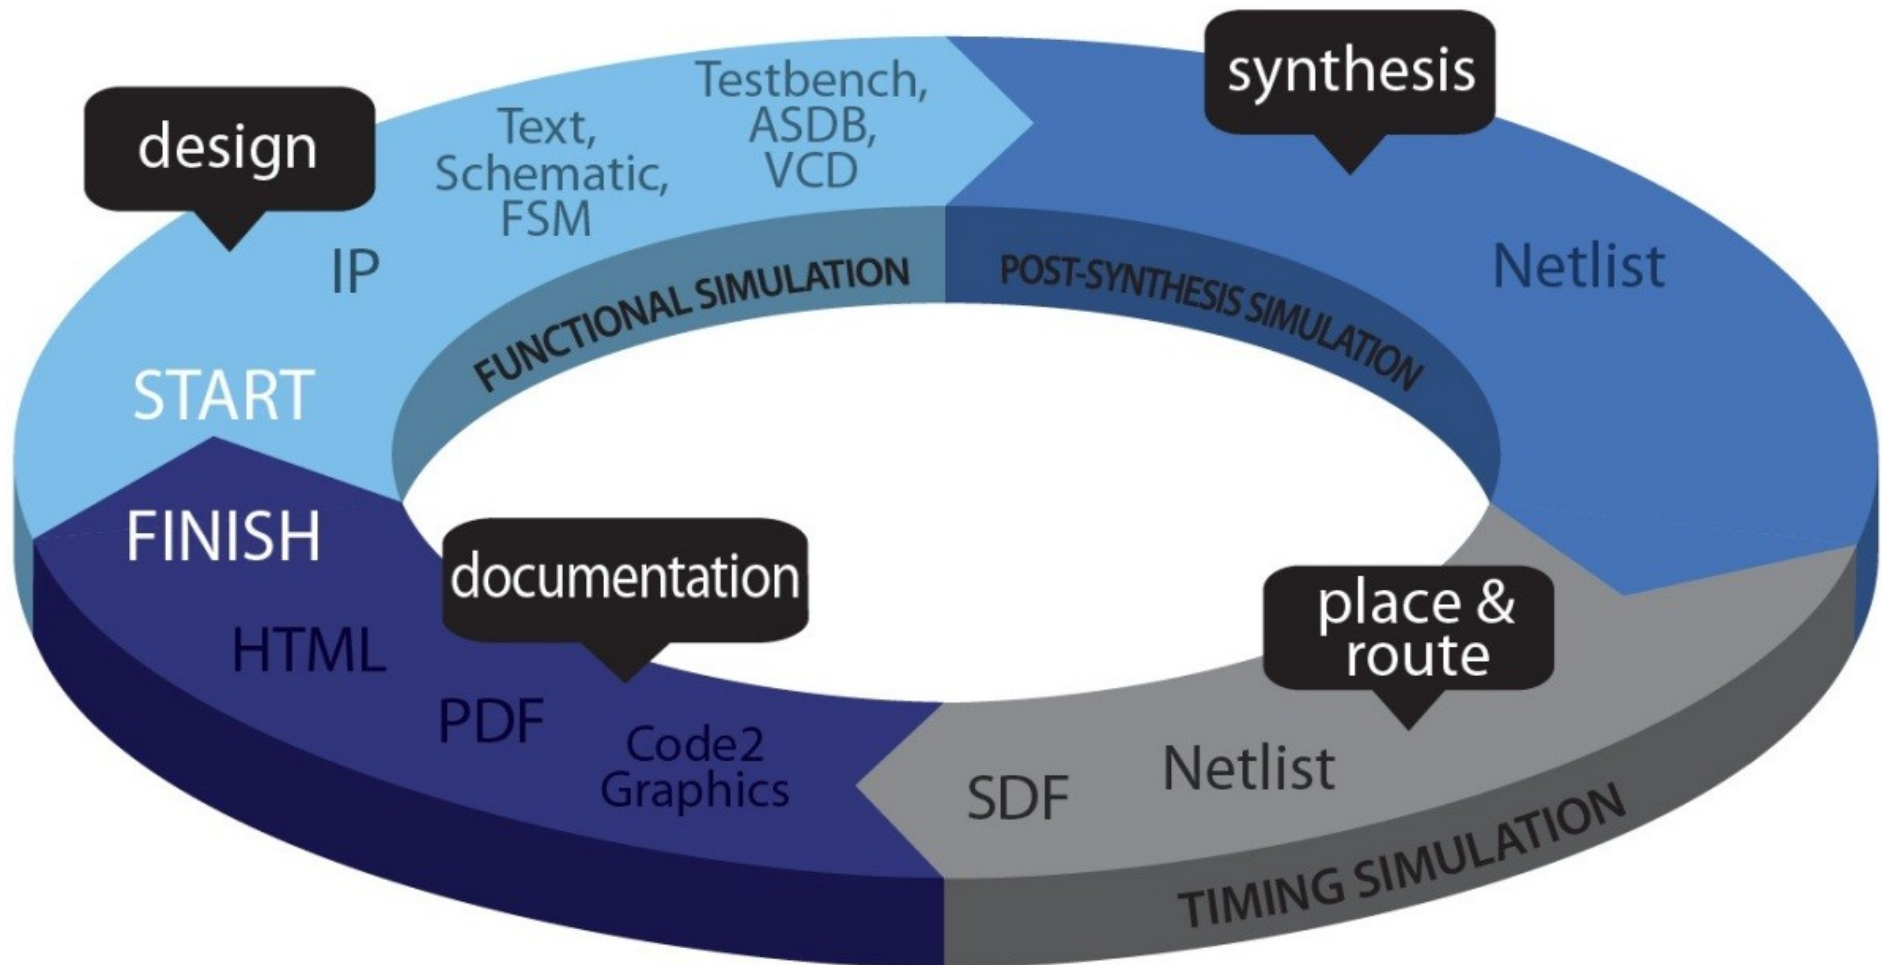 design
START
IP
Text,
Schematic,
FSM
Testbench,
ASDB,
VCD
FUNCTIONAL SIMULATION
synthesis
Netlist
POST-SYNTHESIS SIMULATION
place &
route
Netlist
SDF
TIMING SIMULATION
documentation
Code2
Graphics
PDF
HTML
FINISH